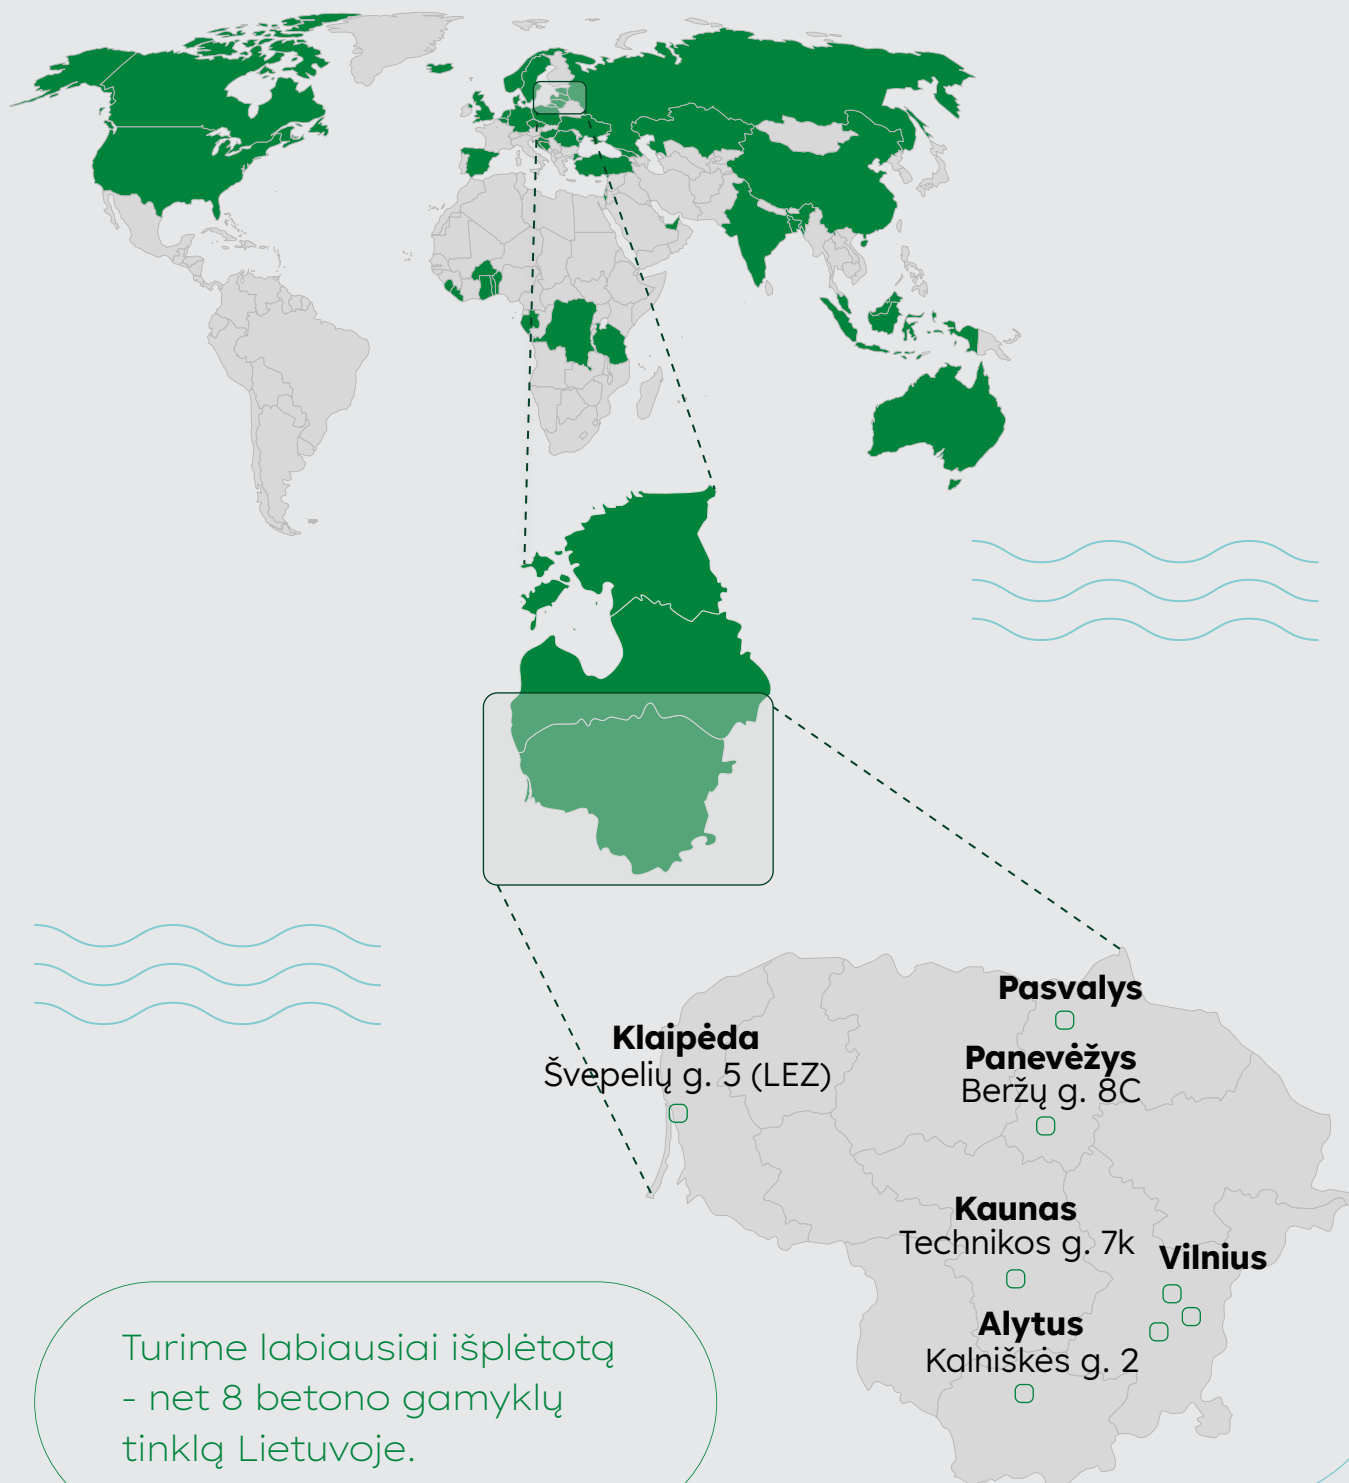 Pasvalys
Klaipėda
Švepelių g. 5 (LEZ)
Panevėžys
Beržų g. 8C
Kaunas
Technikos g. 7k
Vilnius
Alytus
Kalniškės g. 2
Turime labiausiai išplėtotą
- net 8 betono gamyklų
tinklą Lietuvoje.